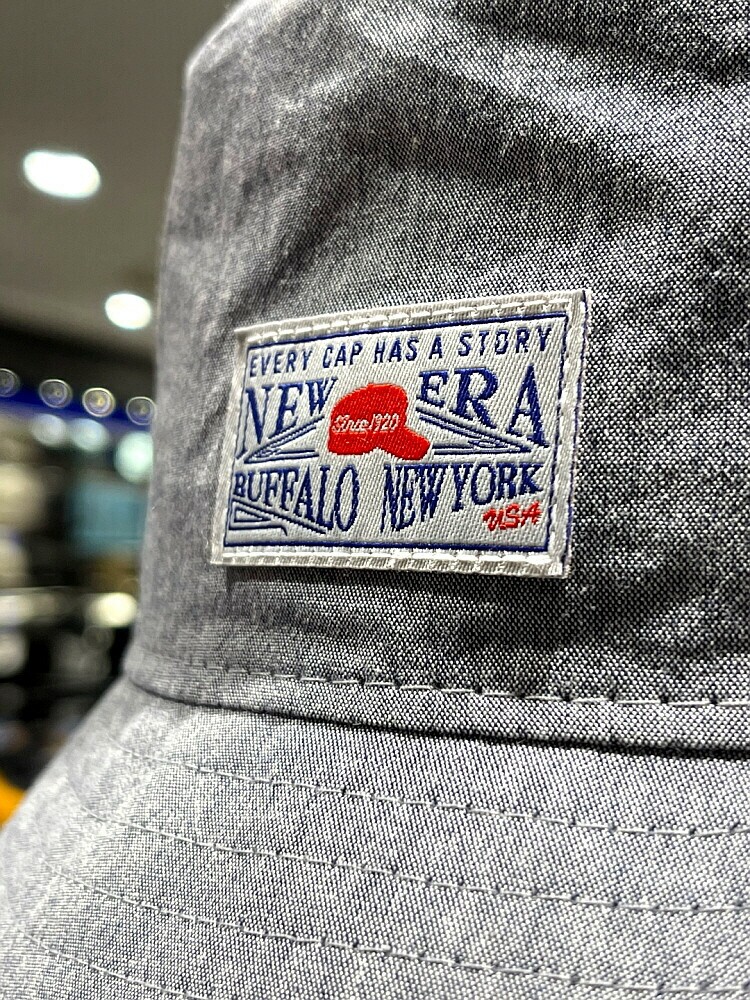 EVERY CAP HAS A STORY
NEW ERA
Since 1920
BUFFALO NEW YORK
USA